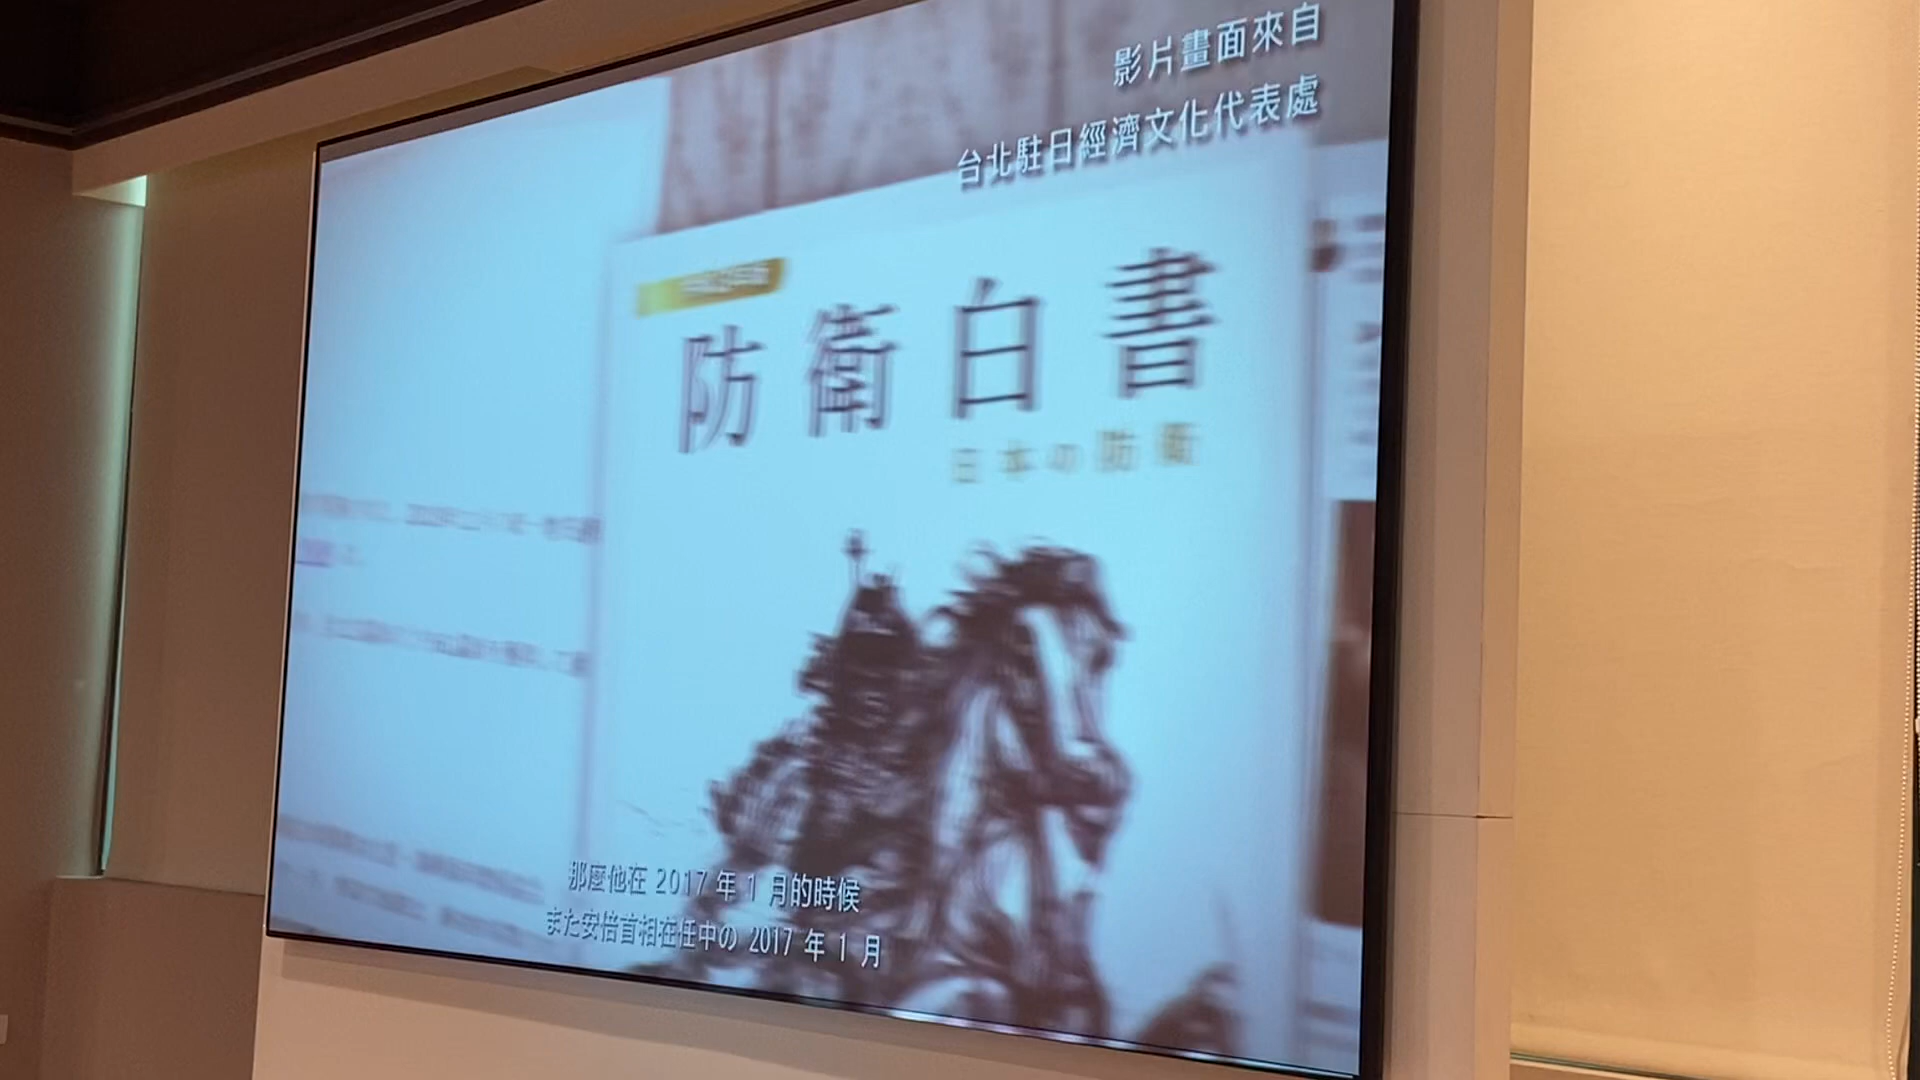 影片畫面來自
台北駐日經濟文化代表處
防衛白書
日本の防衛
那麼他在 2017 年 1 月的時候
また安倍首相在任中の 2017 年 1 月